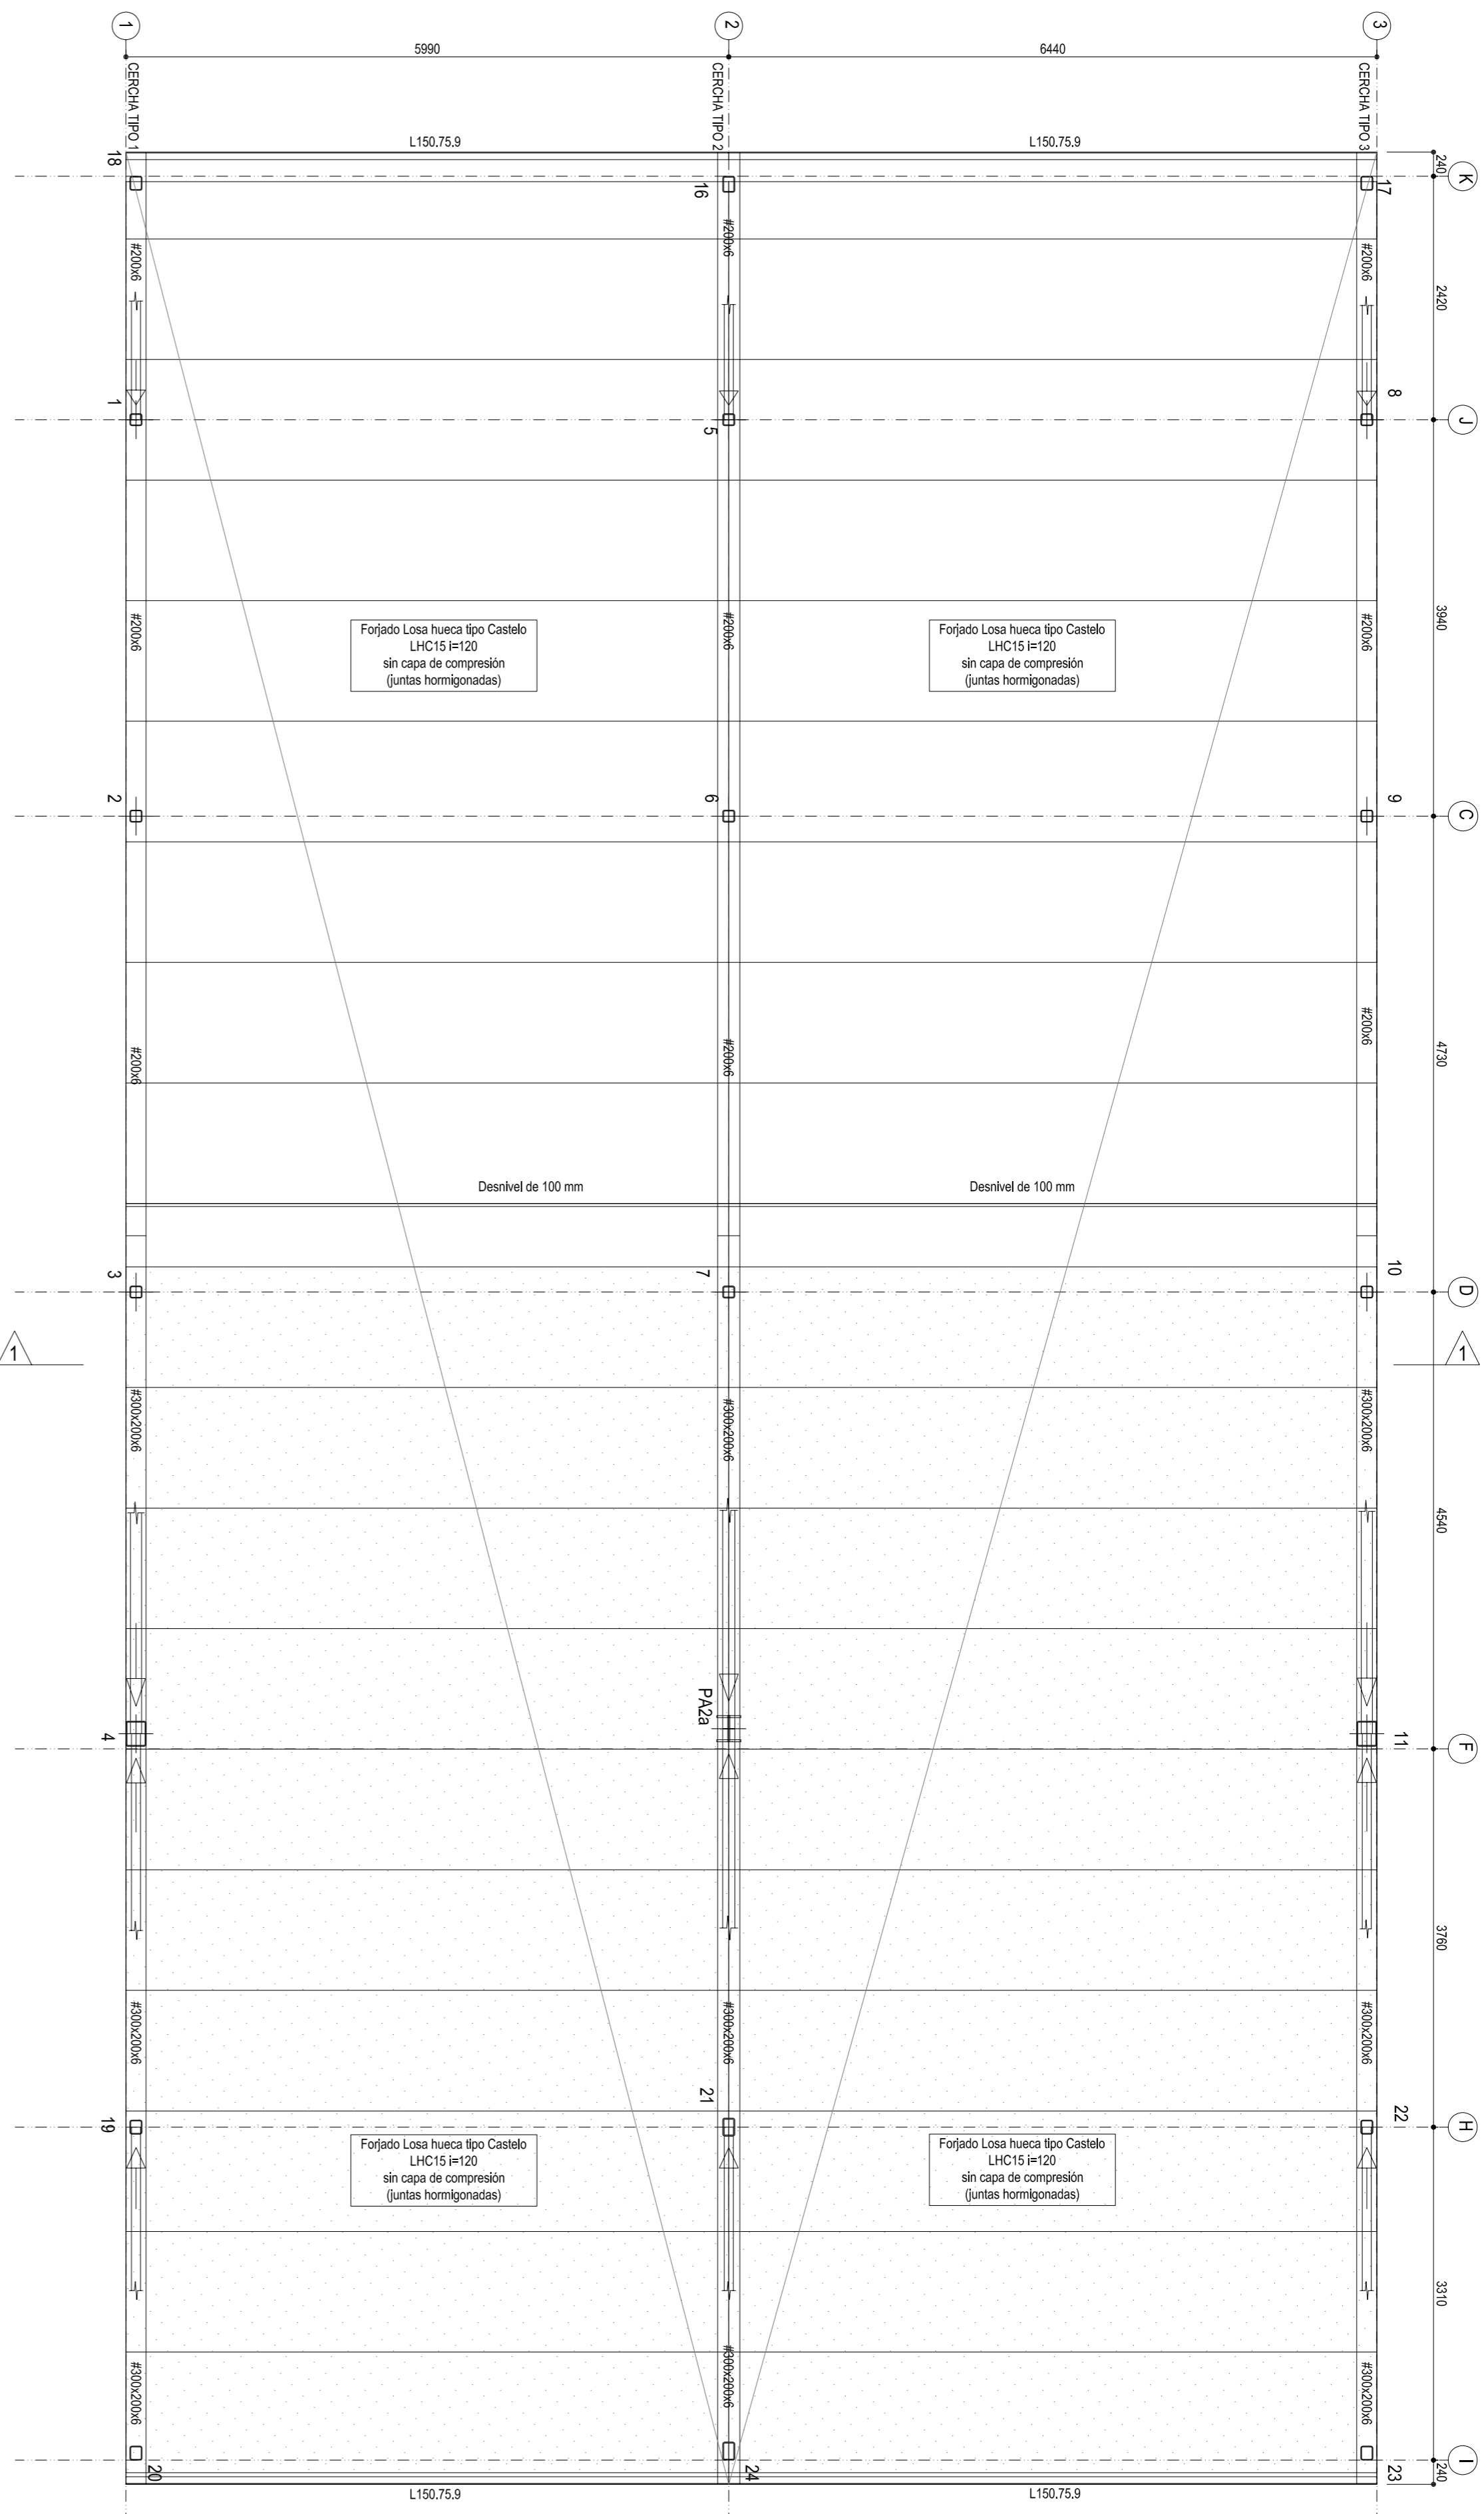 1
2
3
5990
6440
CERCHA TIPO 1
CERCHA TIPO 2
CERCHA TIPO 3
L150.75.9
L150.75.9
240
K
18
16
17
#200x6
#200x6
#200x6
2420
1
5
8
J
#200x6
#200x6
#200x6
3940
Forjado Losa hueca tipo Castelo
LHC15 i=120
sin capa de compresión
(juntas hormigonadas)
Forjado Losa hueca tipo Castelo
LHC15 i=120
sin capa de compresión
(juntas hormigonadas)
2
6
9
C
#200x6
#200x6
#200x6
4730
Desnivel de 100 mm
Desnivel de 100 mm
3
7
10
D
1
1
#300x200x6
#300x200x6
#300x200x6
4540
PA2a
4
11
F
3760
#300x200x6
#300x200x6
#300x200x6
19
21
22
H
Forjado Losa hueca tipo Castelo
LHC15 i=120
sin capa de compresión
(juntas hormigonadas)
Forjado Losa hueca tipo Castelo
LHC15 i=120
sin capa de compresión
(juntas hormigonadas)
3310
#300x200x6
#300x200x6
#300x200x6
20
24
23
I
240
L150.75.9
L150.75.9